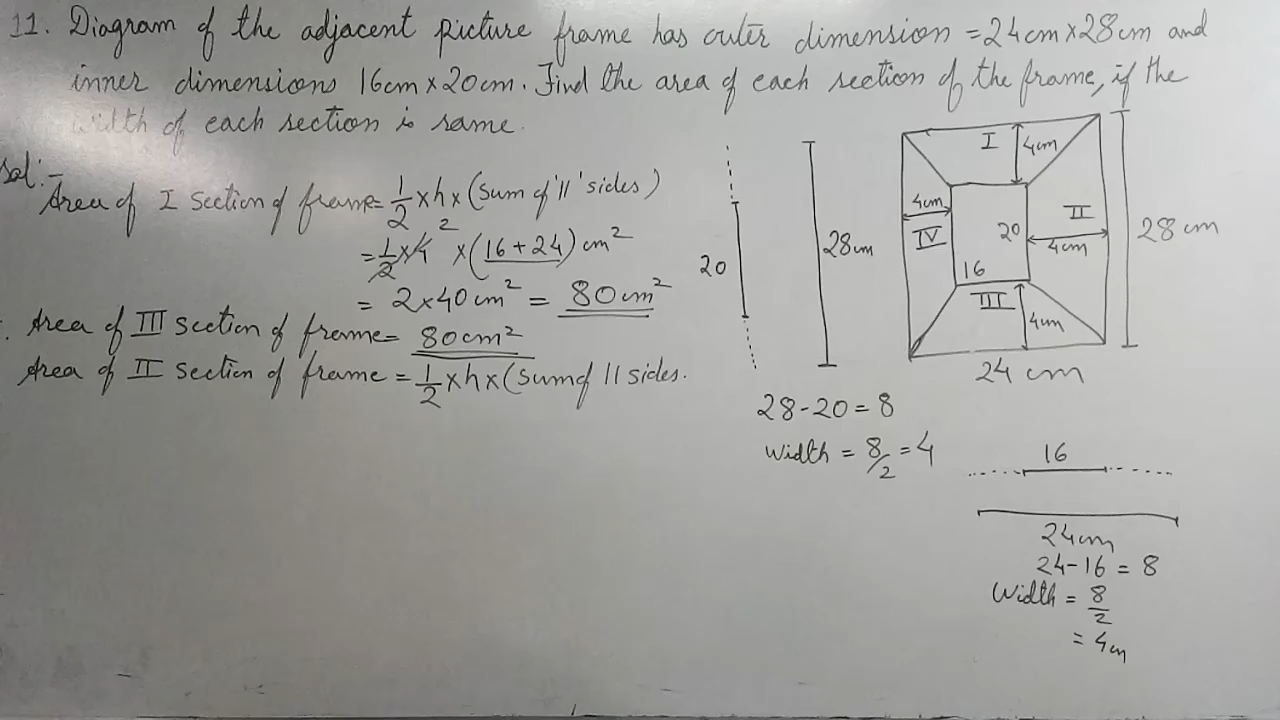 11. Diagram of the adjacent picture frame has outer dimension = 24cm x 28cm and
inner dimensions 16cm x 20cm. Find the area of each section of the frame, if the
width of each section is same.
Sol:-
Area of I section of frame = 1/2 x h x (sum of '11' sides)
= 1/2 x 4 2 x (16 + 24) cm²
= 2 x 40cm² = 80cm²
Area of III section of frame = 80cm²
Area of II section of frame = 1/2 x h x (sum of 11 sides.
20
28cm
I
4cm
4cm
IV
II
20
4cm
28 cm
16
III
4cm
24 cm
28 - 20 = 8
Width = 8/2 = 4
16
24cm
24 - 16 = 8
Width = 8/2
= 4cm